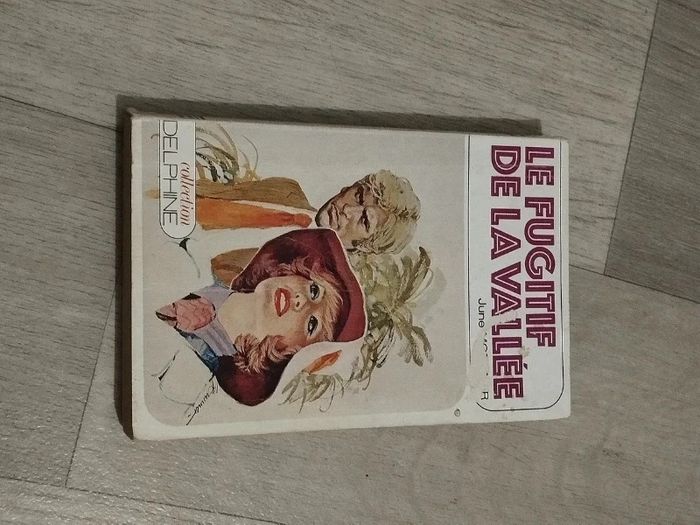 LE FUGITIF
DE LA VALLÉE
June
collection
DELPHINE